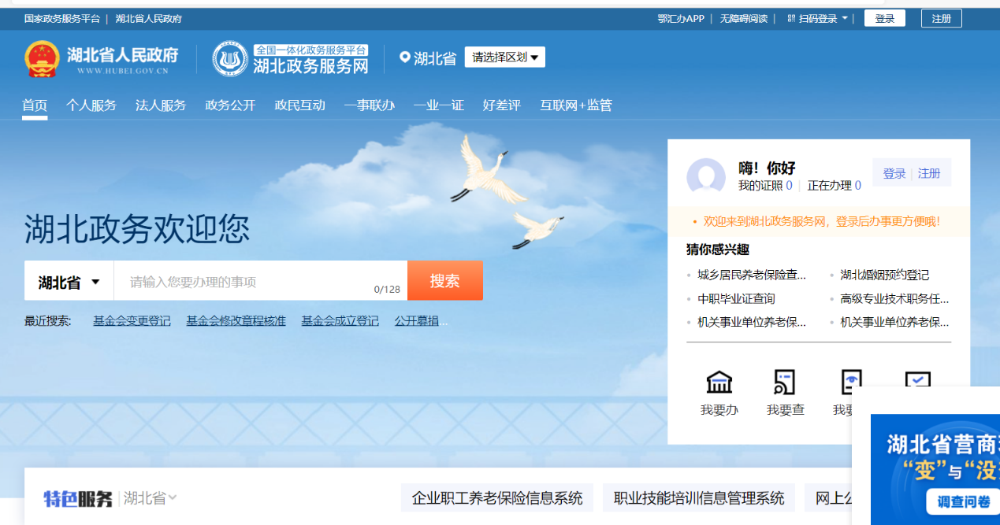 国家政务服务平台 | 湖北省人民政府
鄂汇办APP | 无障碍阅读 | 扫码登录 | 登录 注册
湖北省人民政府
WWW.HUBEI.GOV.CN
全国一体化政务服务平台
湖北政务服务网
湖北省 请选择区划
首页 个人服务 法人服务 政务公开 政民互动 一事联办 一业一证 好差评 互联网+监管
嗨！你好
我的证照 0 | 正在办理 0
登录 | 注册
欢迎来到湖北政务服务网，登录后办事更方便哦！
湖北政务欢迎您
湖北省 请输入您要办理的事项 0/128 搜索
最近搜索: 基金会变更登记 基金会修改章程核准 基金会成立登记 公开募捐...
猜你感兴趣
城乡居民养老保险查... 湖北婚姻预约登记
中职毕业证查询 高级专业技术职务任...
机关事业单位养老保... 机关事业单位养老保...
我要办 我要查 我要
湖北省营商
“变”与“没
调查问卷
特色服务 | 湖北省
企业职工养老保险信息系统 职业技能培训信息管理系统 网上公